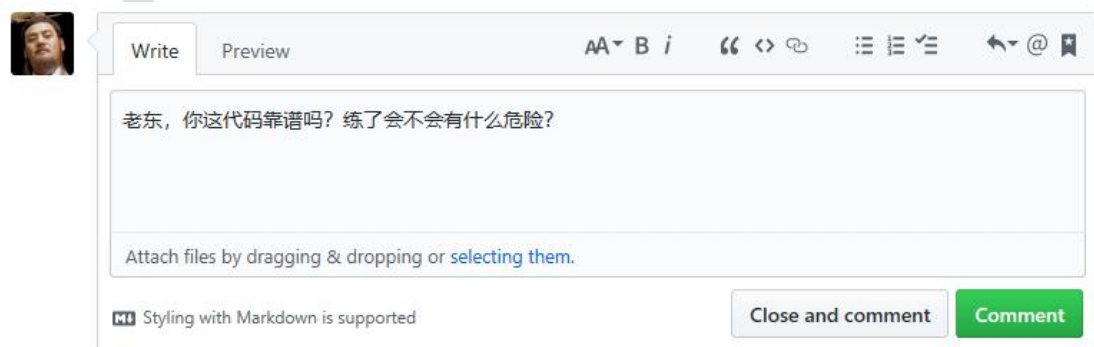 Write Preview AA B i
老东，你这代码靠谱吗？练了会不会有什么危险？
Attach files by dragging & dropping or selecting them.
Styling with Markdown is supported
Close and comment Comment